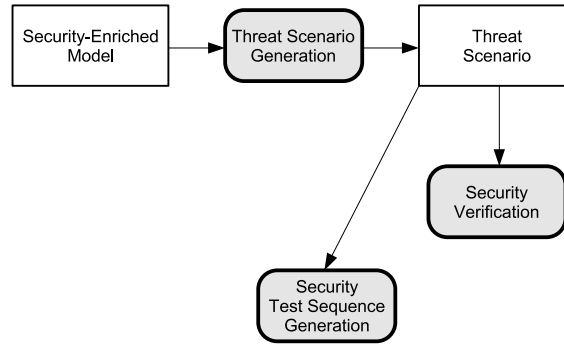 Security-Enriched
Model
Threat Scenario
Generation
Threat
Scenario
Security
Verification
Security
Test Sequence
Generation